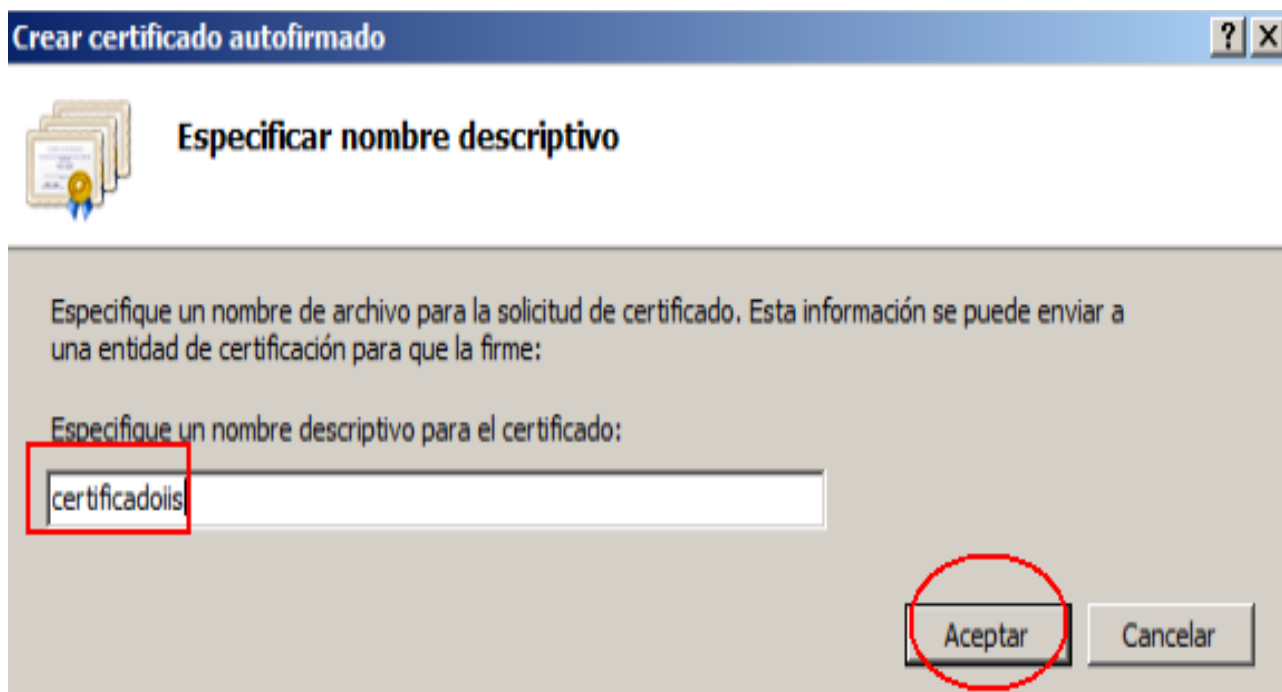 Crear certificado autofirmado
Especificar nombre descriptivo
Especifique un nombre de archivo para la solicitud de certificado. Esta información se puede enviar a
una entidad de certificación para que la firme:
Especifique un nombre descriptivo para el certificado:
certificadoiis
Aceptar Cancelar